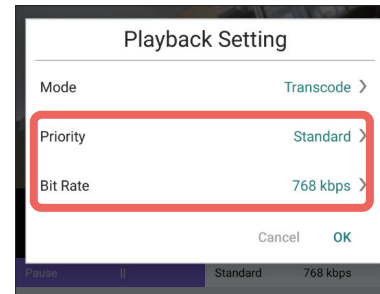 Playback Setting
Mode Transcode >
Priority Standard >
Bit Rate 768 kbps >
Cancel OK
Pause || Standard 768 kbps